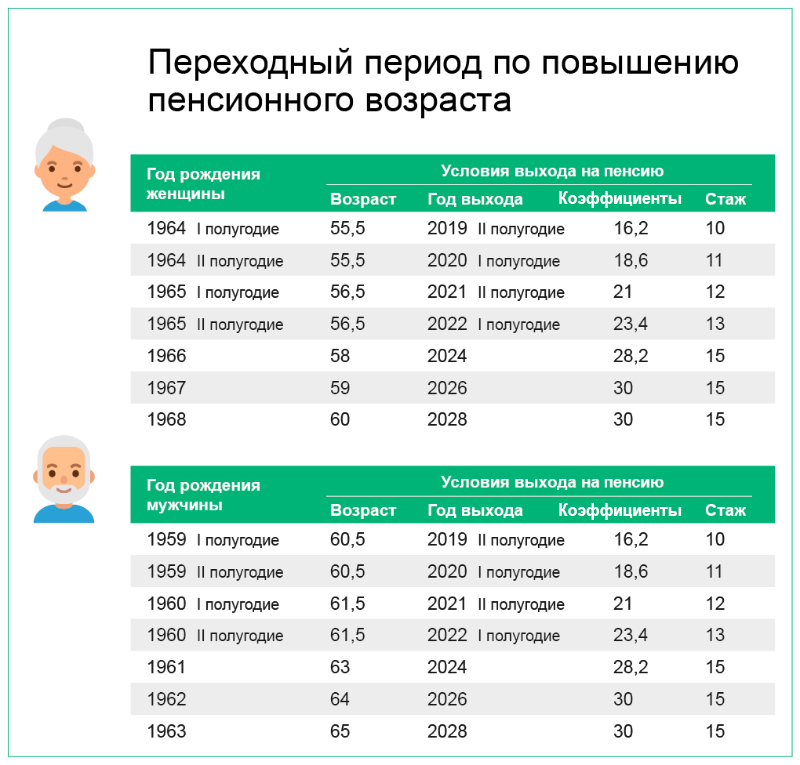 Переходный период по повышению
пенсионного возраста
Год рождения женщины Условия выхода на пенсию
Возраст Год выхода Коэффициенты Стаж
1964 I полугодие 55,5 2019 II полугодие 16,2 10
1964 II полугодие 55,5 2020 I полугодие 18,6 11
1965 I полугодие 56,5 2021 II полугодие 21 12
1965 II полугодие 56,5 2022 I полугодие 23,4 13
1966 58 2024 28,2 15
1967 59 2026 30 15
1968 60 2028 30 15
Год рождения мужчины Условия выхода на пенсию
Возраст Год выхода Коэффициенты Стаж
1959 I полугодие 60,5 2019 II полугодие 16,2 10
1959 II полугодие 60,5 2020 I полугодие 18,6 11
1960 I полугодие 61,5 2021 II полугодие 21 12
1960 II полугодие 61,5 2022 I полугодие 23,4 13
1961 63 2024 28,2 15
1962 64 2026 30 15
1963 65 2028 30 15